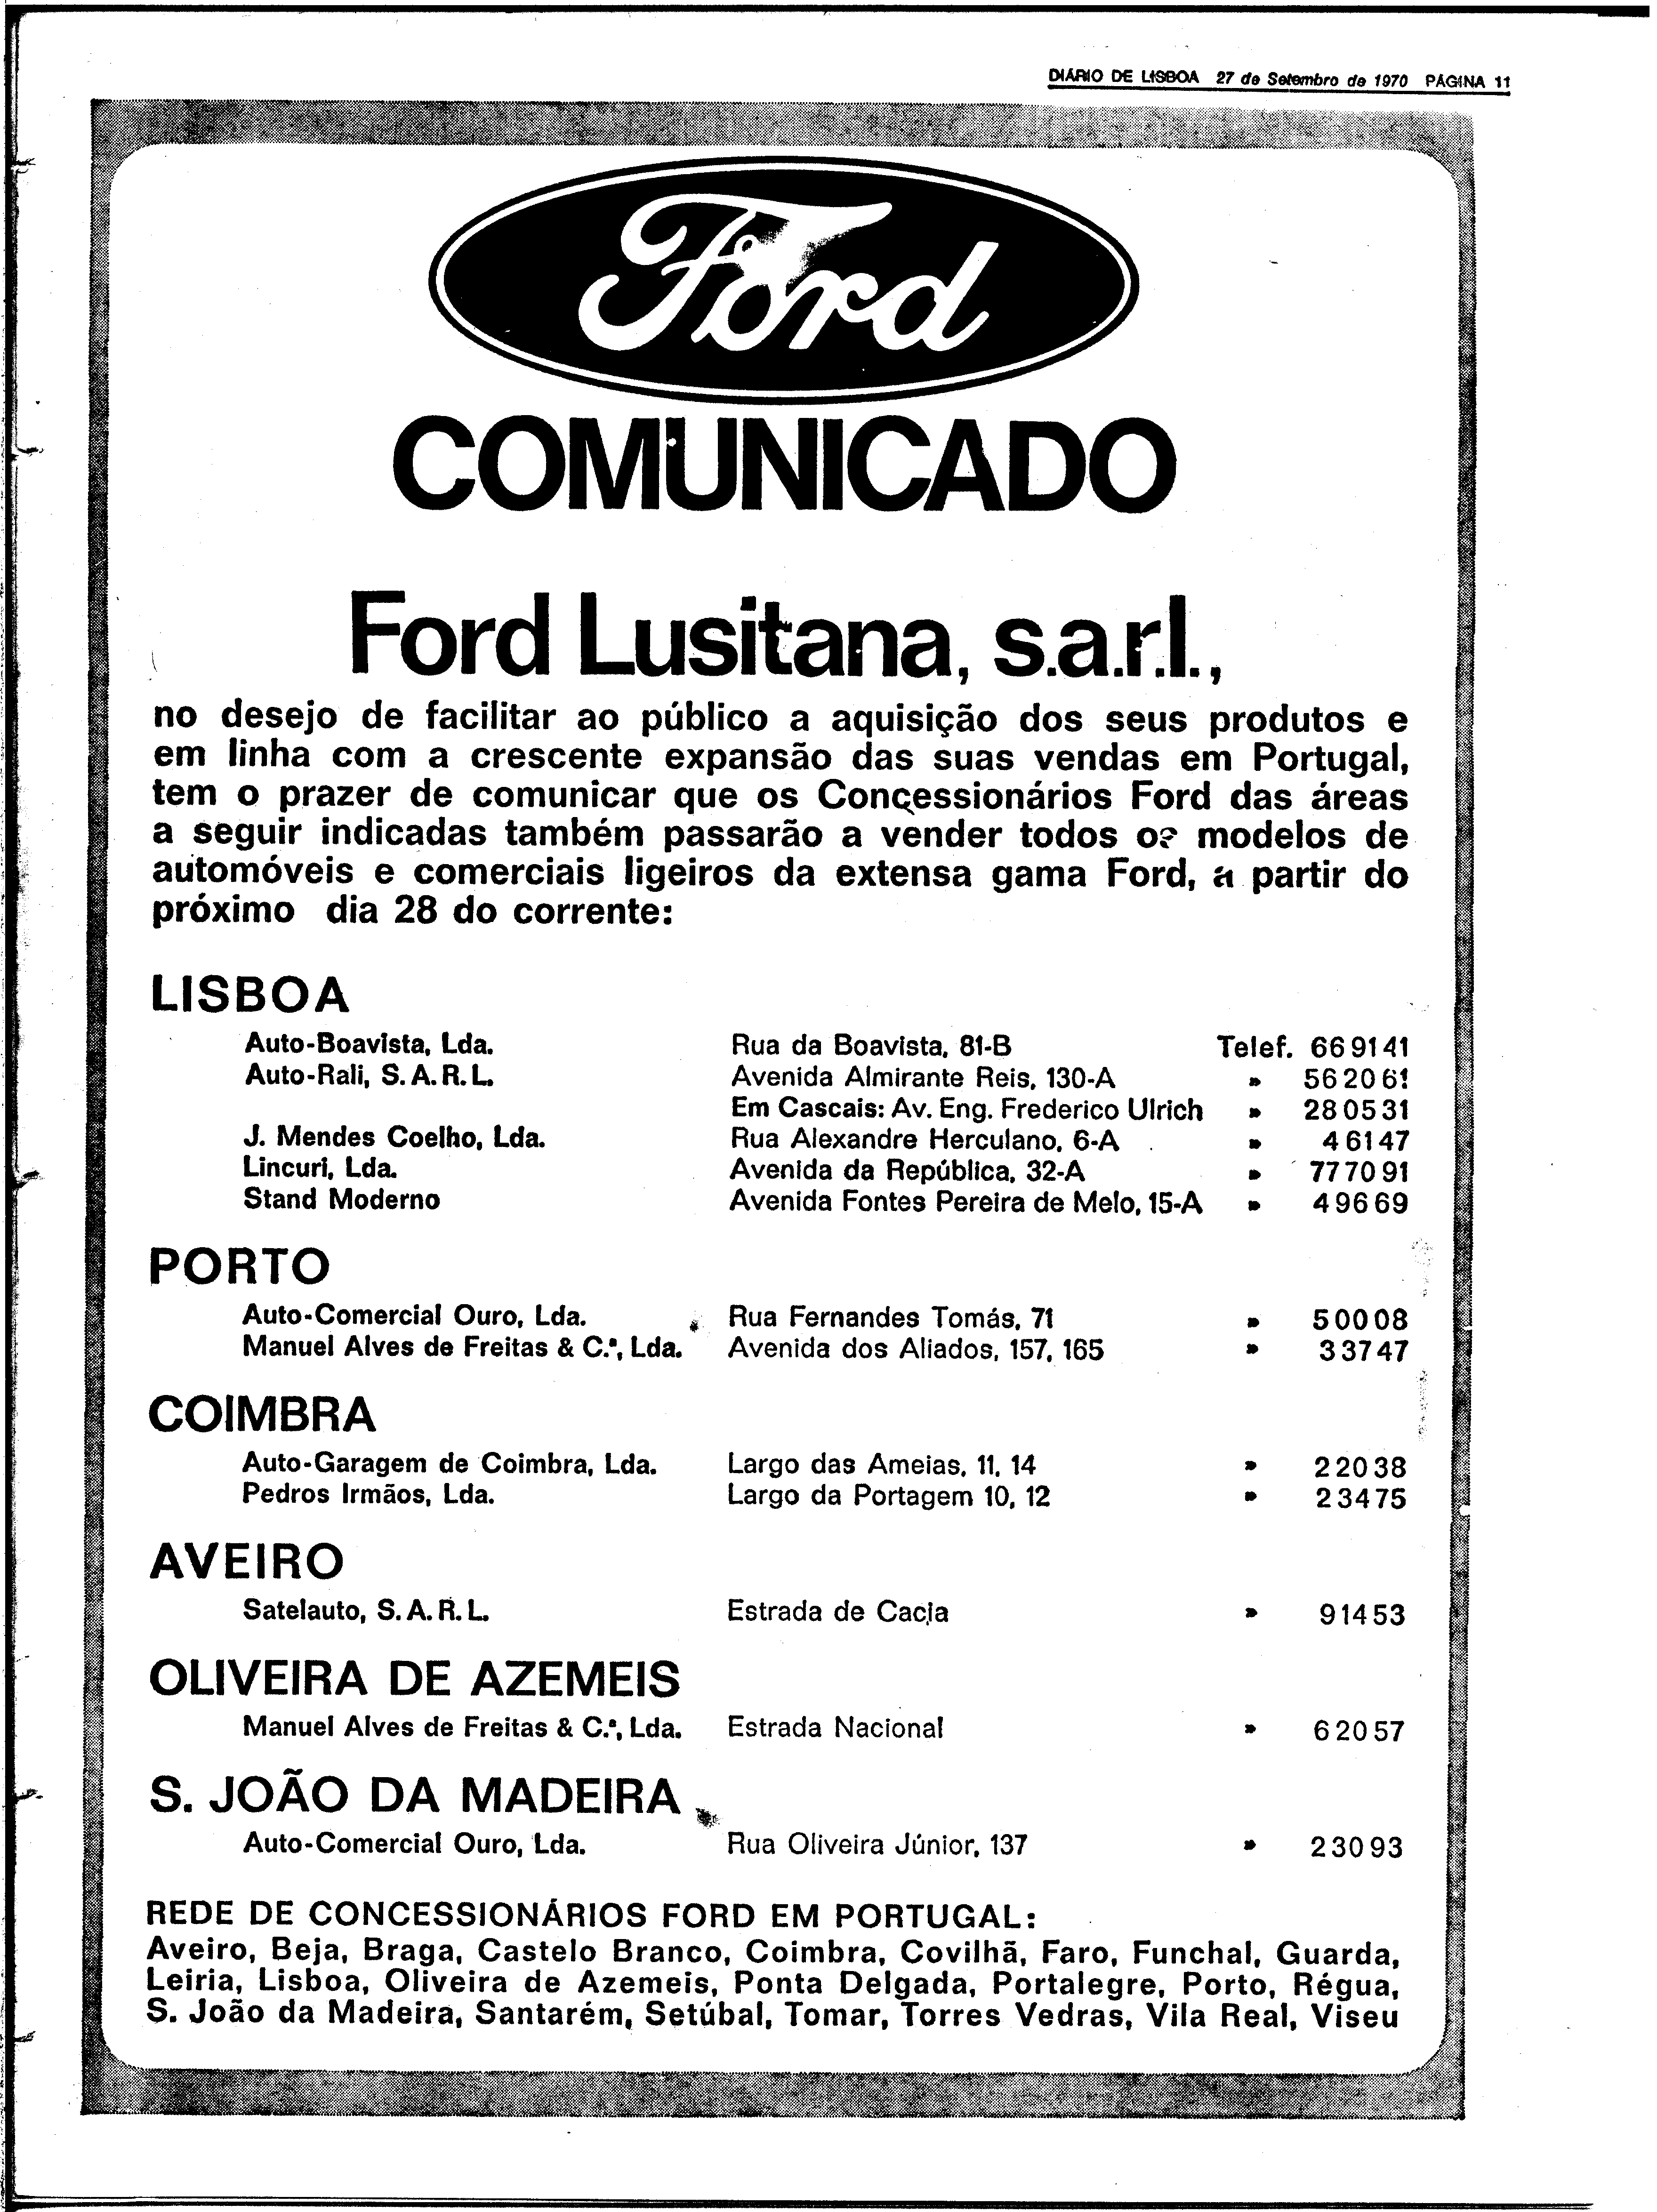 DIÁRIO DE LISBOA 27 de Setembro de 1970 PÁGINA 11
Ford
COMUNICADO
Ford Lusitana, s.a.r.l.,
no desejo de facilitar ao público a aquisição dos seus produtos e
em linha com a crescente expansão das suas vendas em Portugal,
tem o prazer de comunicar que os Concessionários Ford das áreas
a seguir indicadas também passarão a vender todos os modelos de
automóveis e comerciais ligeiros da extensa gama Ford, a partir do
próximo dia 28 do corrente:
LISBOA
Auto-Boavista, Lda. Rua da Boavista, 81-B Telef. 66 91 41
Auto-Rali, S.A.R.L. Avenida Almirante Reis, 130-A » 56 20 61
Em Cascais: Av. Eng. Frederico Ulrich » 28 05 31
J. Mendes Coelho, Lda. Rua Alexandre Herculano, 6-A » 4 61 47
Lincuri, Lda. Avenida da República, 32-A » 77 70 91
Stand Moderno Avenida Fontes Pereira de Melo, 15-A » 4 96 69
PORTO
Auto-Comercial Ouro, Lda. Rua Fernandes Tomás, 71 » 5 00 08
Manuel Alves de Freitas & C.ª, Lda. Avenida dos Aliados, 157, 165 » 3 37 47
COIMBRA
Auto-Garagem de Coimbra, Lda. Largo das Ameias, 11, 14 » 2 20 38
Pedros Irmãos, Lda. Largo da Portagem 10, 12 » 2 34 75
AVEIRO
Satelauto, S.A.R.L. Estrada de Cacia » 9 14 53
OLIVEIRA DE AZEMEIS
Manuel Alves de Freitas & C.ª, Lda. Estrada Nacional » 6 20 57
S. JOÃO DA MADEIRA
Auto-Comercial Ouro, Lda. Rua Oliveira Júnior, 137 » 2 30 93
REDE DE CONCESSIONÁRIOS FORD EM PORTUGAL:
Aveiro, Beja, Braga, Castelo Branco, Coimbra, Covilhã, Faro, Funchal, Guarda,
Leiria, Lisboa, Oliveira de Azemeis, Ponta Delgada, Portalegre, Porto, Régua,
S. João da Madeira, Santarém, Setúbal, Tomar, Torres Vedras, Vila Real, Viseu